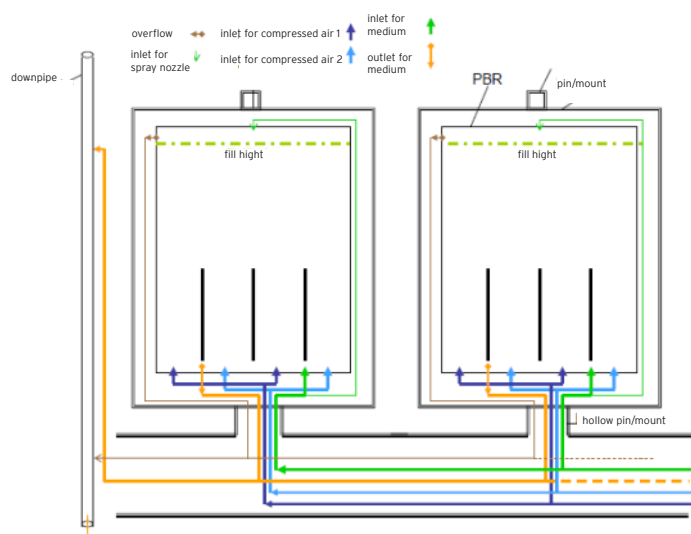 overflow
inlet for compressed air 1
inlet for
medium
inlet for
spray nozzle
inlet for compressed air 2
outlet for
medium
downpipe
PBR
pin/mount
fill hight
fill hight
hollow pin/mount